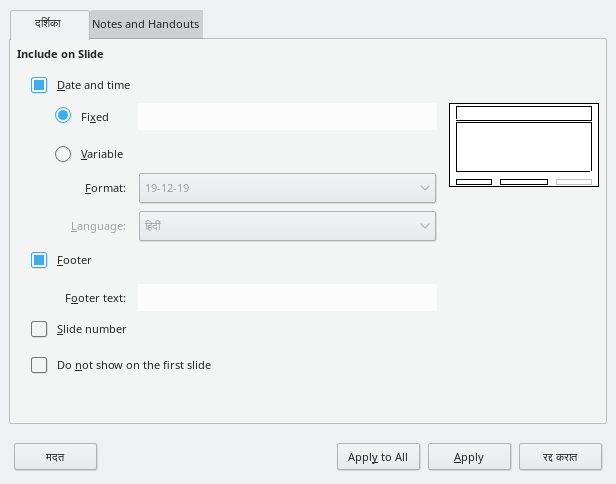 दर्शिका Notes and Handouts
Include on Slide
Date and time
Fixed
Variable
Format: 19-12-19
Language: हिंदी
Footer
Footer text:
Slide number
Do not show on the first slide
मदत Apply to All Apply रद्द करात